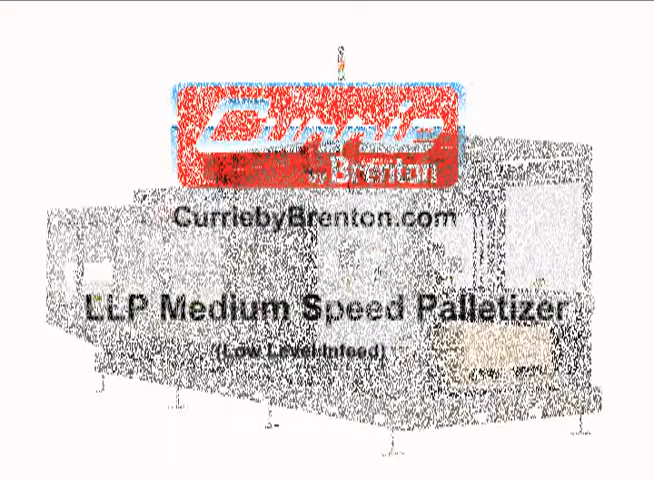 Currie
by Brenton
CurriebyBrenton.com
LLP Medium Speed Palletizer
(Low Level Infeed)